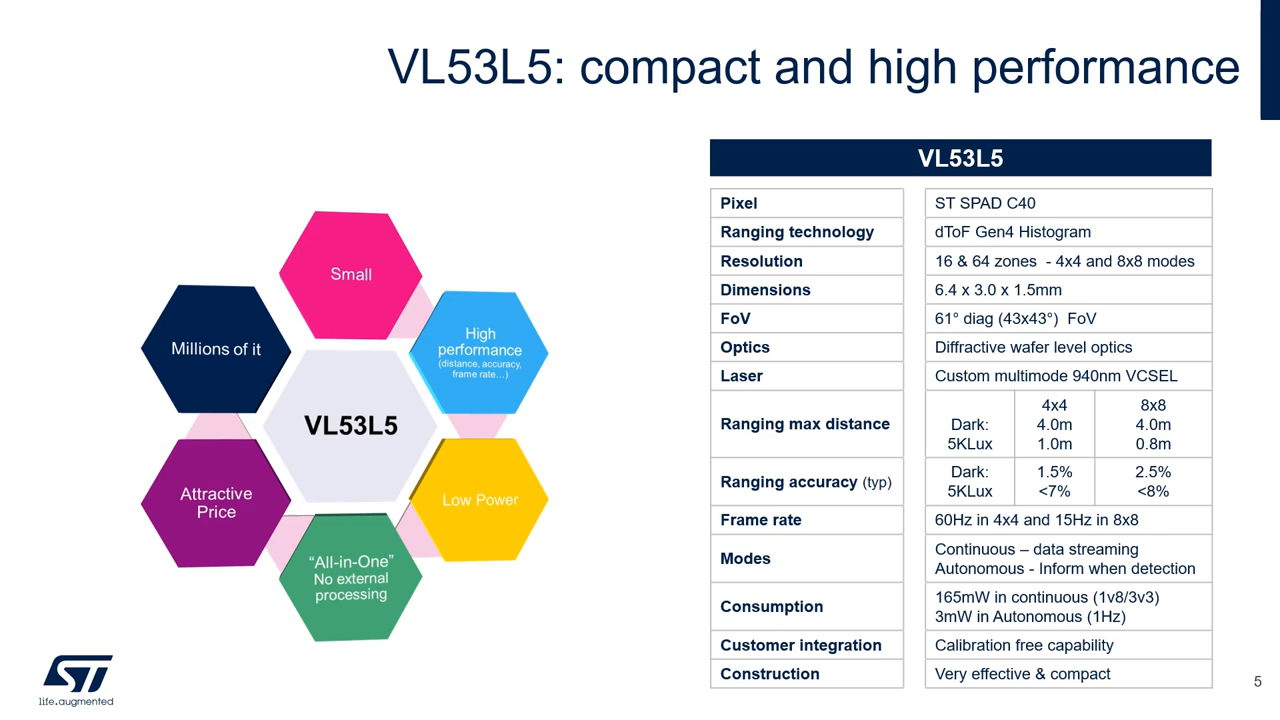 VL53L5: compact and high performance
Small
High
performance
(distance, accuracy,
frame rate...)
Low Power
“All-in-One”
No external
processing
Attractive
Price
Millions of it
VL53L5
VL53L5
Pixel ST SPAD C40
Ranging technology dToF Gen4 Histogram
Resolution 16 & 64 zones - 4x4 and 8x8 modes
Dimensions 6.4 x 3.0 x 1.5mm
FoV 61° diag (43x43°) FoV
Optics Diffractive wafer level optics
Laser Custom multimode 940nm VCSEL
Ranging max distance
4x4 8x8
Dark: 4.0m 4.0m
5KLux 1.0m 0.8m
Ranging accuracy (typ)
Dark: 1.5% 2.5%
5KLux <7% <8%
Frame rate 60Hz in 4x4 and 15Hz in 8x8
Modes
Continuous – data streaming
Autonomous - Inform when detection
Consumption
165mW in continuous (1v8/3v3)
3mW in Autonomous (1Hz)
Customer integration Calibration free capability
Construction Very effective & compact
ST
life.augmented
5